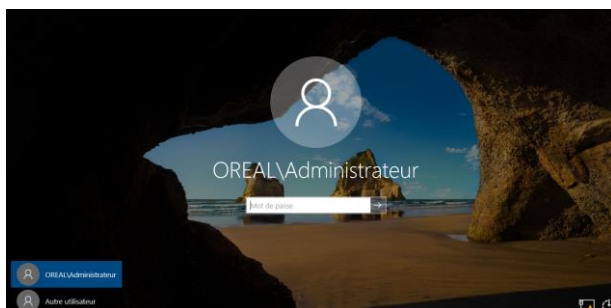 OREAL\Administrateur
Mot de passe
OREAL\Administrateur
Autre utilisateur